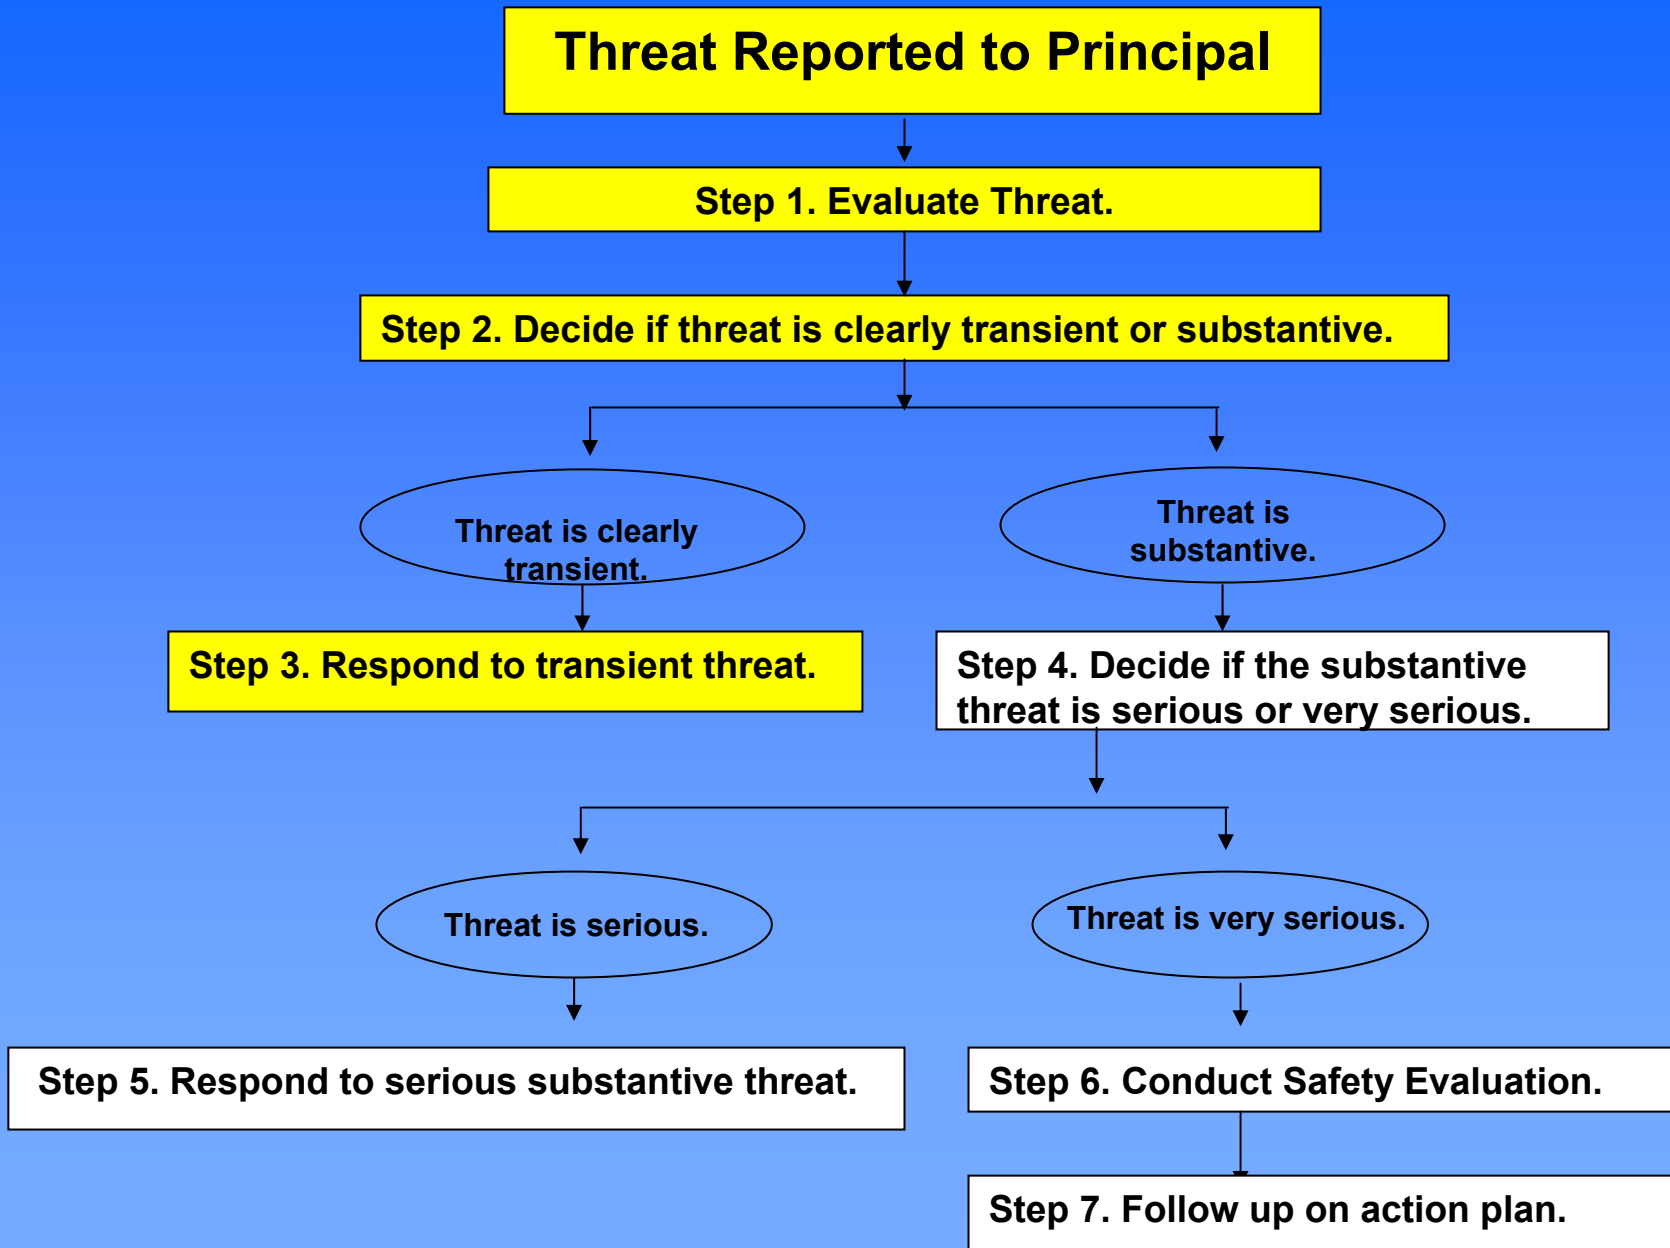 Threat Reported to Principal
Step 1. Evaluate Threat.
Step 2. Decide if threat is clearly transient or substantive.
Threat is clearly
transient.
Threat is
substantive.
Step 3. Respond to transient threat.
Step 4. Decide if the substantive
threat is serious or very serious.
Threat is serious.
Threat is very serious.
Step 5. Respond to serious substantive threat.
Step 6. Conduct Safety Evaluation.
Step 7. Follow up on action plan.